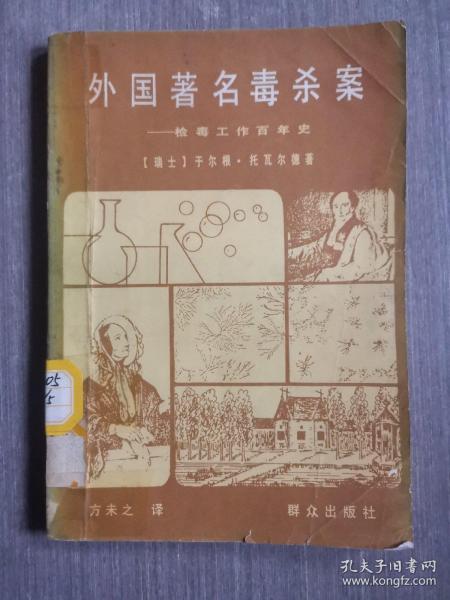 外国著名毒杀案
——检毒工作百年史
【瑞士】于尔根·托瓦尔德著
05
5
方未之 译
群众出版社
孔夫子旧书网
www.kongfz.com